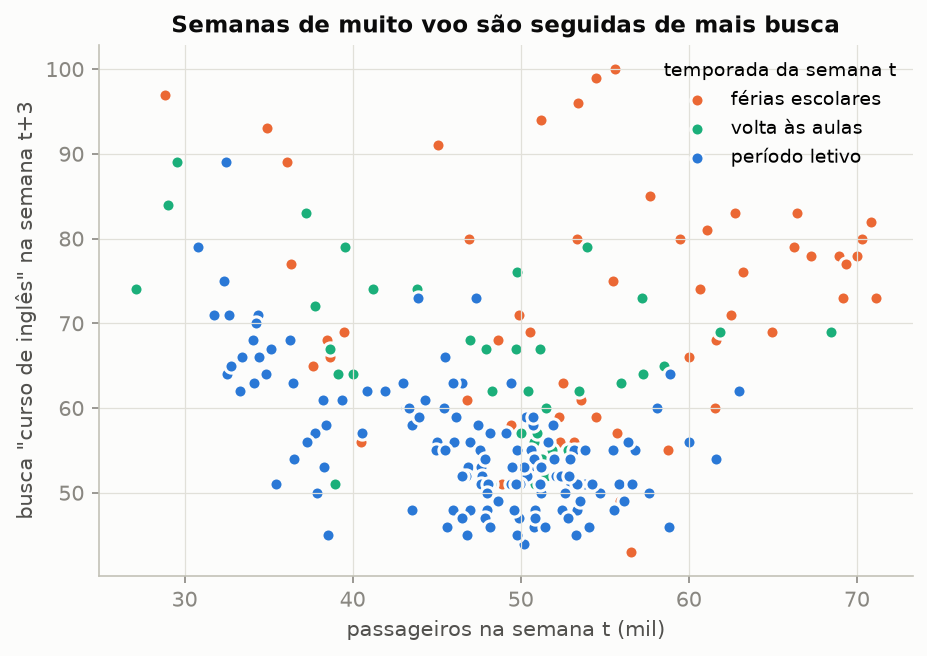 Semanas de muito voo são seguidas de mais busca
temporada da semana t
férias escolares
volta às aulas
período letivo
busca "curso de inglês" na semana t+3
100
90
80
70
60
50
30
40
50
60
70
passageiros na semana t (mil)